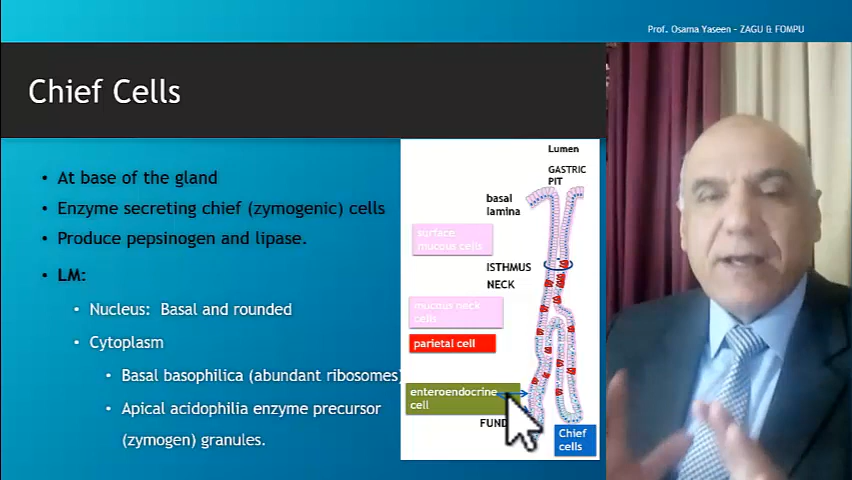 Prof. Osama Yaseen – ZAGU & FOMPU
Chief Cells
• At base of the gland
• Enzyme secreting chief (zymogenic) cells
• Produce pepsinogen and lipase.
• LM:
• Nucleus: Basal and rounded
• Cytoplasm
• Basal basophilica (abundant ribosomes)
• Apical acidophilia enzyme precursor
(zymogen) granules.
Lumen
GASTRIC
PIT
basal
lamina
surface
mucous cells
ISTHMUS
NECK
mucous neck
cells
parietal cell
enteroendocrine
cell
Chief
cells